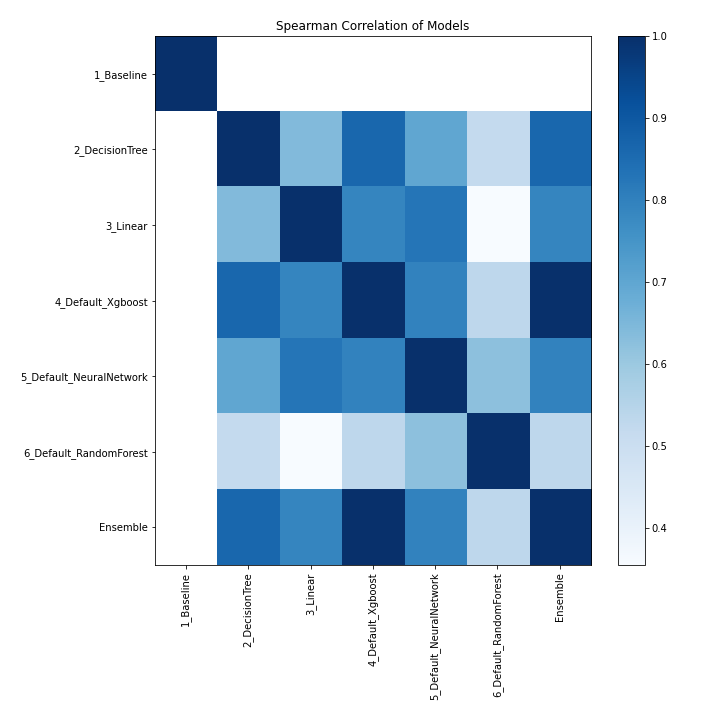 Spearman Correlation of Models
1_Baseline
2_DecisionTree
3_Linear
4_Default_Xgboost
5_Default_NeuralNetwork
6_Default_RandomForest
Ensemble
1_Baseline
2_DecisionTree
3_Linear
4_Default_Xgboost
5_Default_NeuralNetwork
6_Default_RandomForest
Ensemble
1.0
0.9
0.8
0.7
0.6
0.5
0.4